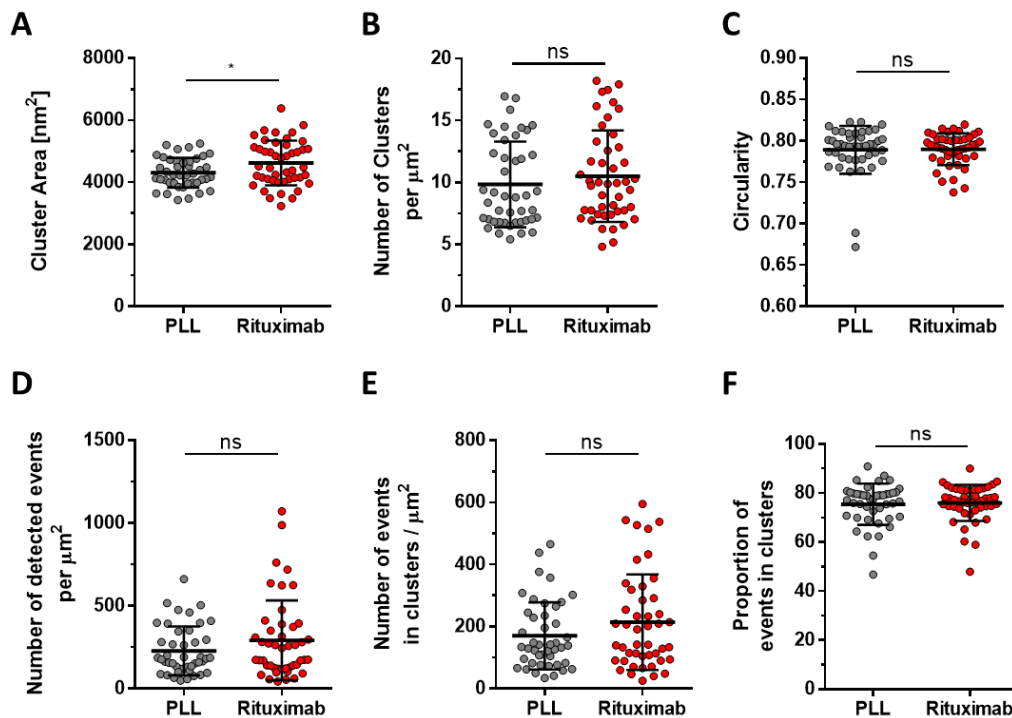 A
Cluster Area [nm²]
8000
6000
4000
2000
0
*
PLL
Rituximab
B
Number of Clusters
per μm²
20
15
10
5
0
ns
PLL
Rituximab
C
Circularity
0.90
0.85
0.80
0.75
0.70
0.65
0.60
ns
PLL
Rituximab
D
Number of detected events
per μm²
1500
1000
500
0
ns
PLL
Rituximab
E
Number of events
in clusters / μm²
800
600
400
200
0
ns
PLL
Rituximab
F
Proportion of
events in clusters
100
80
60
40
20
0
ns
PLL
Rituximab